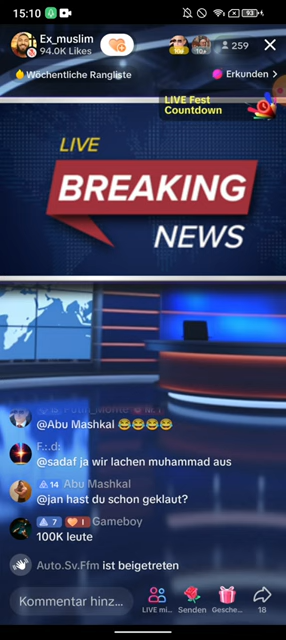 15:10
93
Ex_muslim
94.0K Likes
259
Wöchentliche Rangliste
Erkunden >
LIVE Fest
Countdown
LIVE
BREAKING
NEWS
@Abu Mashkal 😂😂😂😂
F.:.d:
@sadaf ja wir lachen muhammad aus
14 Abu Mashkal
@jan hast du schon geklaut?
7 I Gameboy
100K leute
Auto.Sv.Ffm ist beigetreten
Kommentar hinz...
LIVE mi...
Senden
Gesche...
18